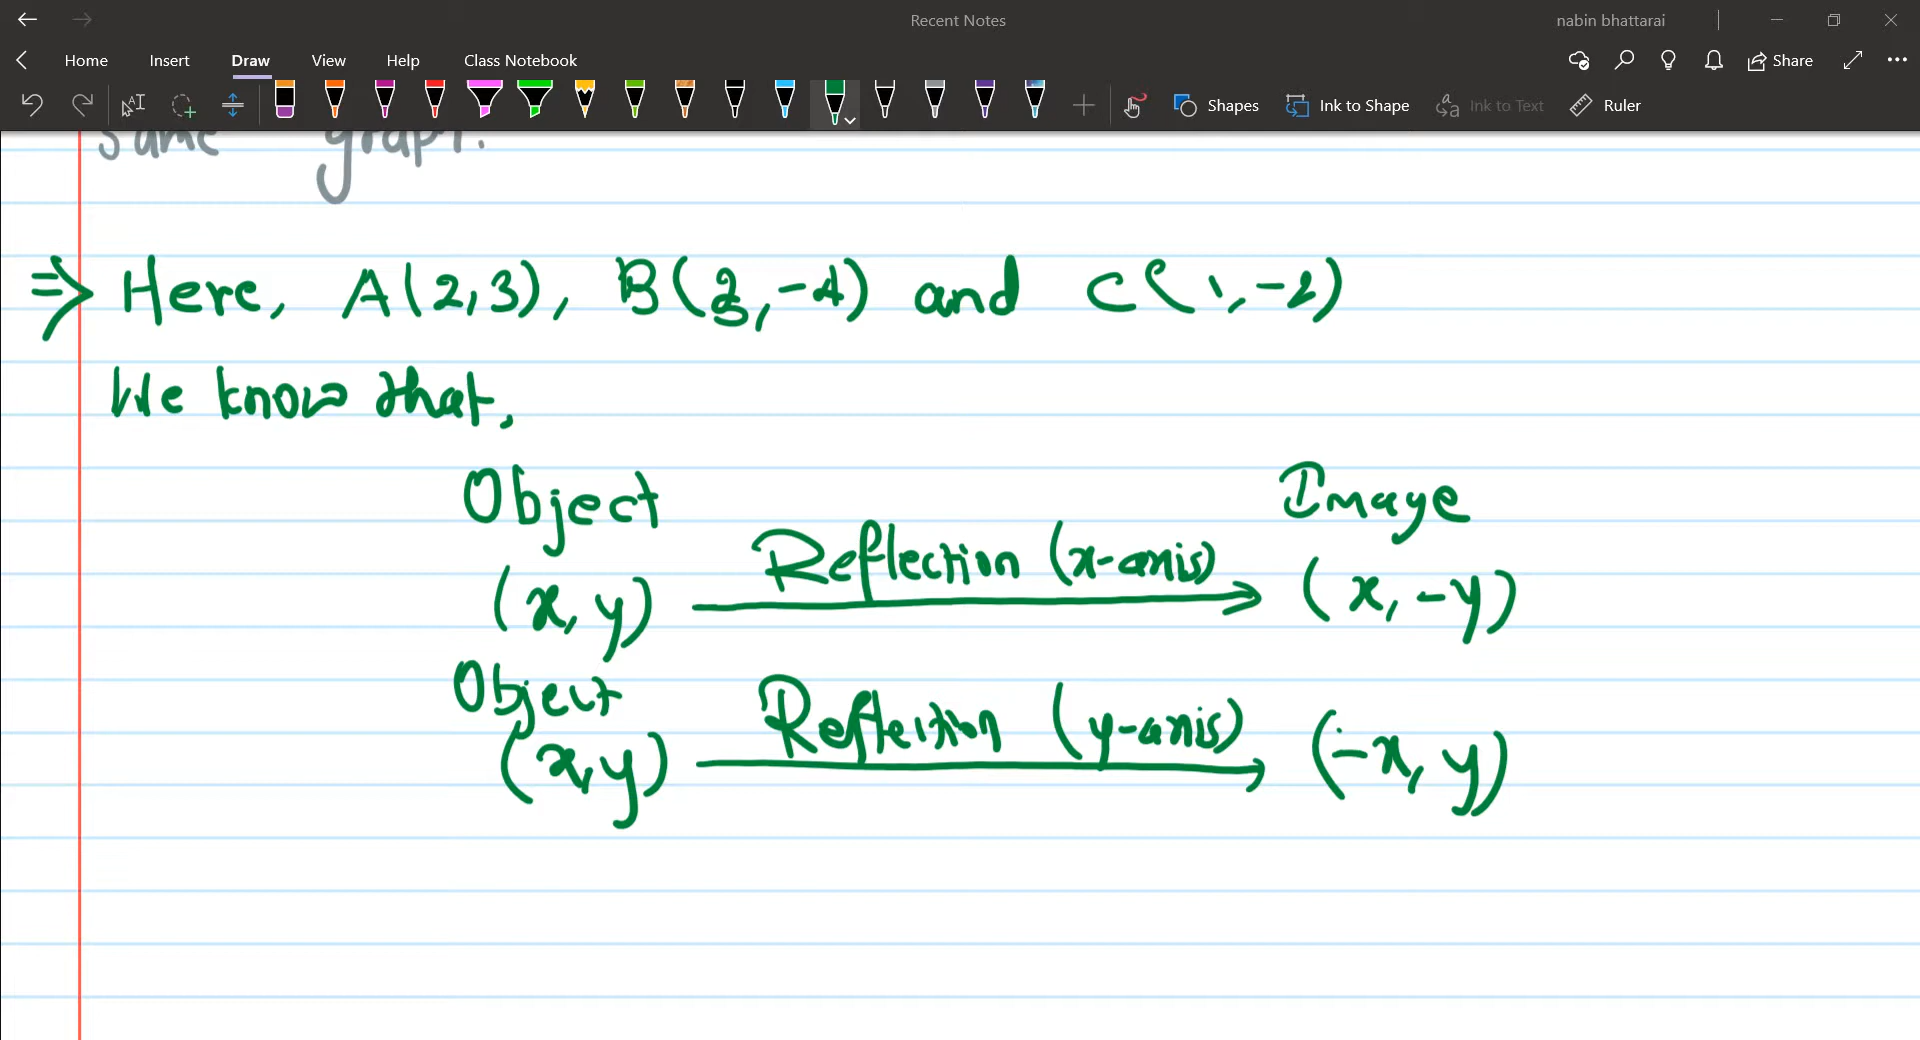 Recent Notes
nabin bhattarai
Home Insert Draw View Help Class Notebook
Share
Shapes Ink to Shape Ink to Text Ruler
same graph.
⇒ Here, A(2,3), B(3,-4) and C(1,-2)
We know that,
Object Image
Reflection (x-axis)
(x, y) (x, -y)
Object
Reflection (y-axis)
(x,y) (-x, y)